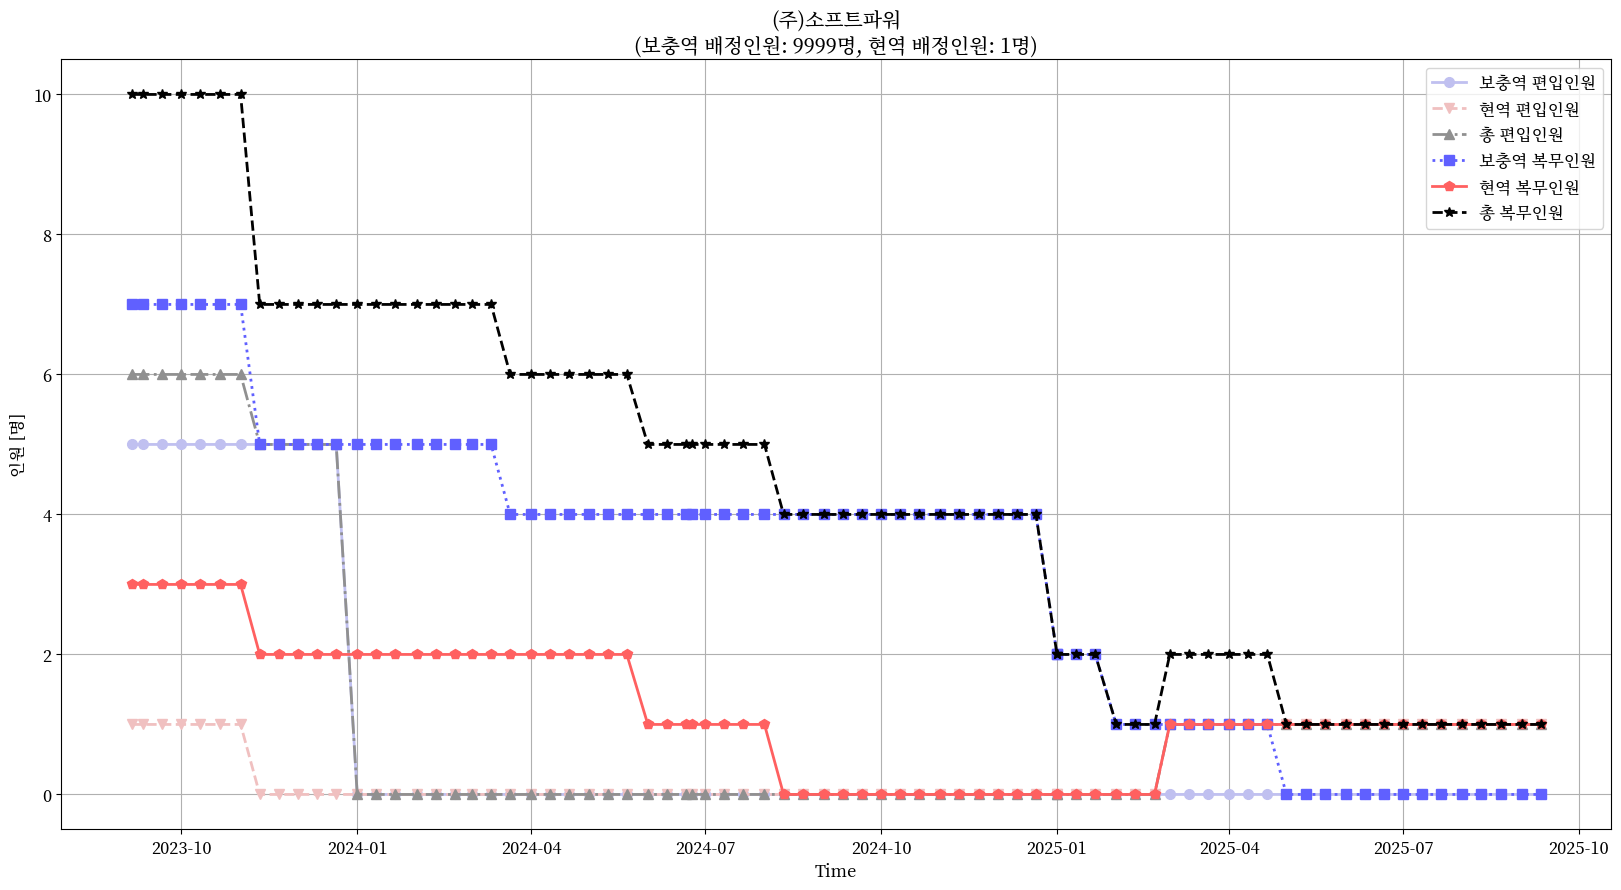 (주)소프트파워
(보충역 배정인원: 9999명, 현역 배정인원: 1명)
보충역 편입인원
현역 편입인원
총 편입인원
보충역 복무인원
현역 복무인원
총 복무인원
인원 [명]
10
8
6
4
2
0
2023-10
2024-01
2024-04
2024-07
2024-10
2025-01
2025-04
2025-07
2025-10
Time